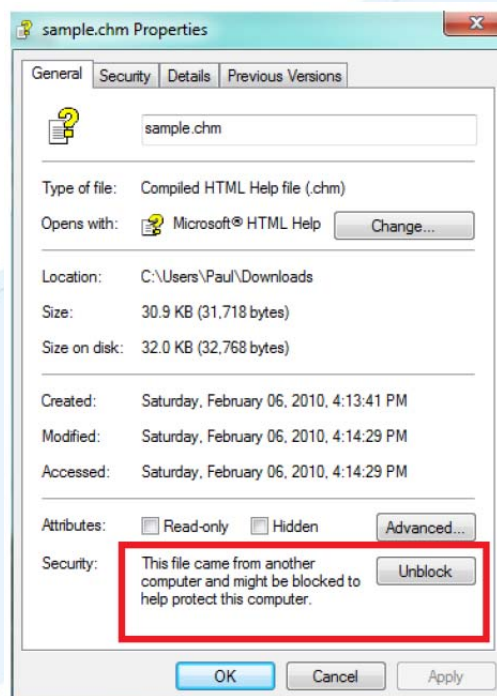 sample.chm Properties
General Security Details Previous Versions
sample.chm
Type of file: Compiled HTML Help file (.chm)
Opens with: Microsoft® HTML Help Change...
Location: C:\Users\Paul\Downloads
Size: 30.9 KB (31,718 bytes)
Size on disk: 32.0 KB (32,768 bytes)
Created: Saturday, February 06, 2010, 4:13:41 PM
Modified: Saturday, February 06, 2010, 4:14:29 PM
Accessed: Saturday, February 06, 2010, 4:14:29 PM
Attributes: Read-only Hidden Advanced...
Security: This file came from another Unblock
computer and might be blocked to
help protect this computer.
OK Cancel Apply